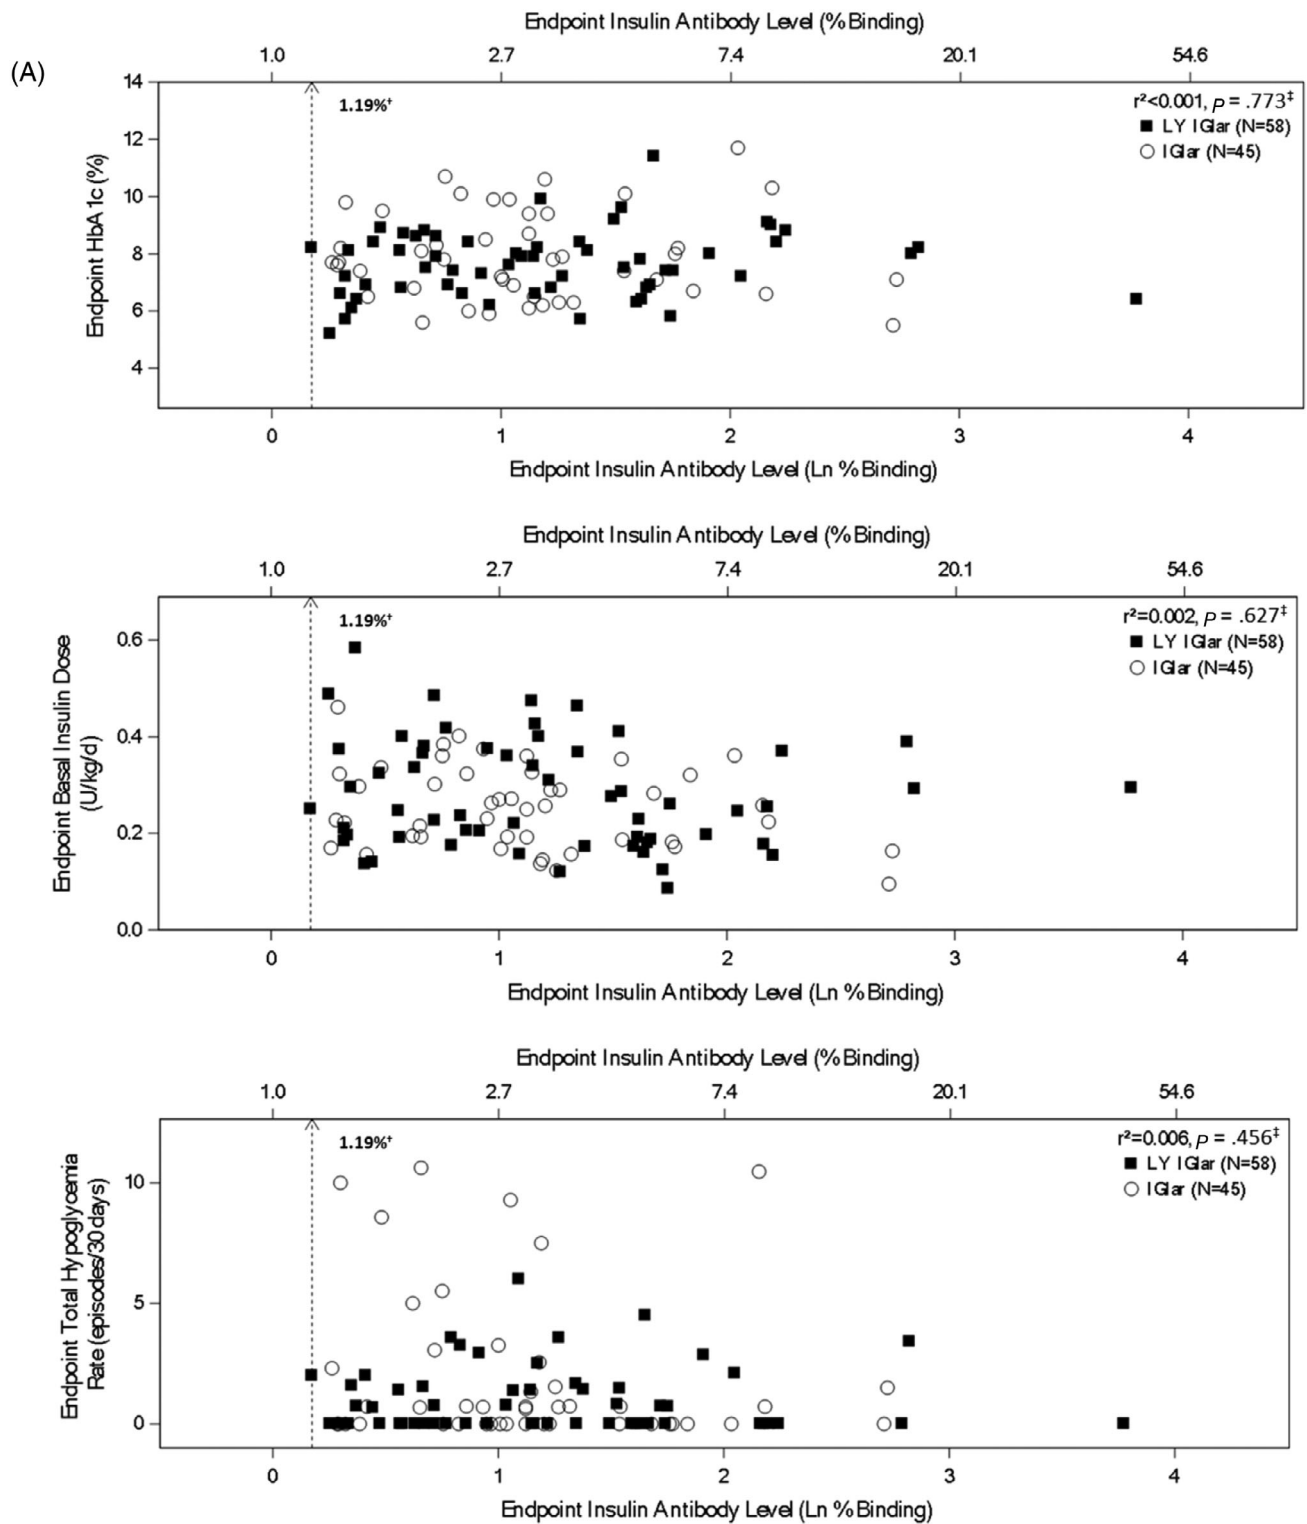 (A)
Endpoint Insulin Antibody Level (% Binding)
1.0 2.7 7.4 20.1 54.6
1.19%†
r²<0.001, P = .773‡
LY IGlar (N=58)
IGlar (N=45)
Endpoint HbA1c (%)
14
12
10
8
6
4
0 1 2 3 4
Endpoint Insulin Antibody Level (Ln % Binding)
Endpoint Insulin Antibody Level (% Binding)
1.0 2.7 7.4 20.1 54.6
1.19%†
r²=0.002, P = .627‡
LY IGlar (N=58)
IGlar (N=45)
Endpoint Basal Insulin Dose
(U/kg/d)
0.6
0.4
0.2
0.0
0 1 2 3 4
Endpoint Insulin Antibody Level (Ln % Binding)
Endpoint Insulin Antibody Level (% Binding)
1.0 2.7 7.4 20.1 54.6
1.19%†
r²=0.006, P = .456‡
LY IGlar (N=58)
IGlar (N=45)
Endpoint Total Hypoglycemia
Rate (episodes/30 days)
10
5
0
0 1 2 3 4
Endpoint Insulin Antibody Level (Ln % Binding)